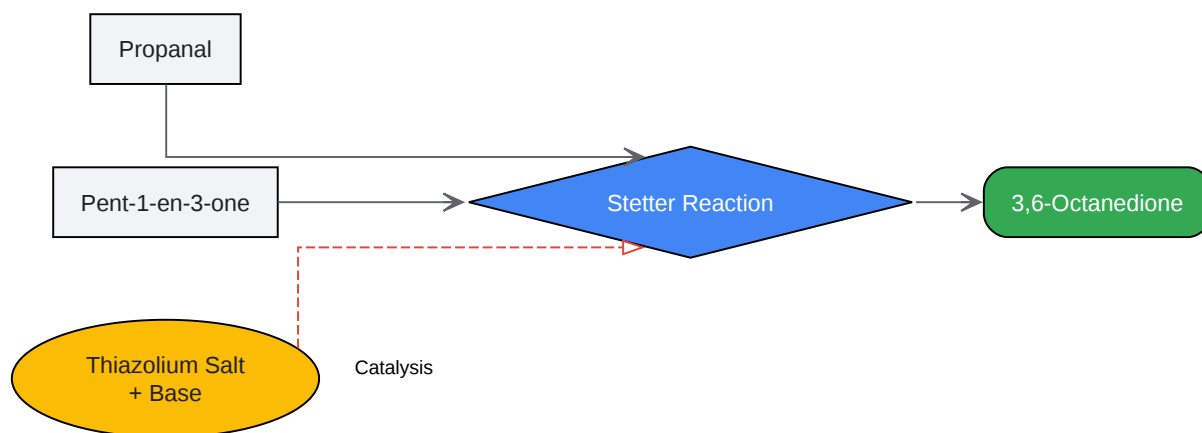 Propanal
Pent-1-en-3-one
Stetter Reaction
3,6-Octanedione
Thiazolium Salt
+ Base
Catalysis